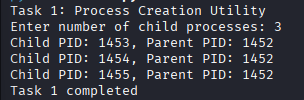 Task 1: Process Creation Utility
Enter number of child processes: 3
Child PID: 1453, Parent PID: 1452
Child PID: 1454, Parent PID: 1452
Child PID: 1455, Parent PID: 1452
Task 1 completed